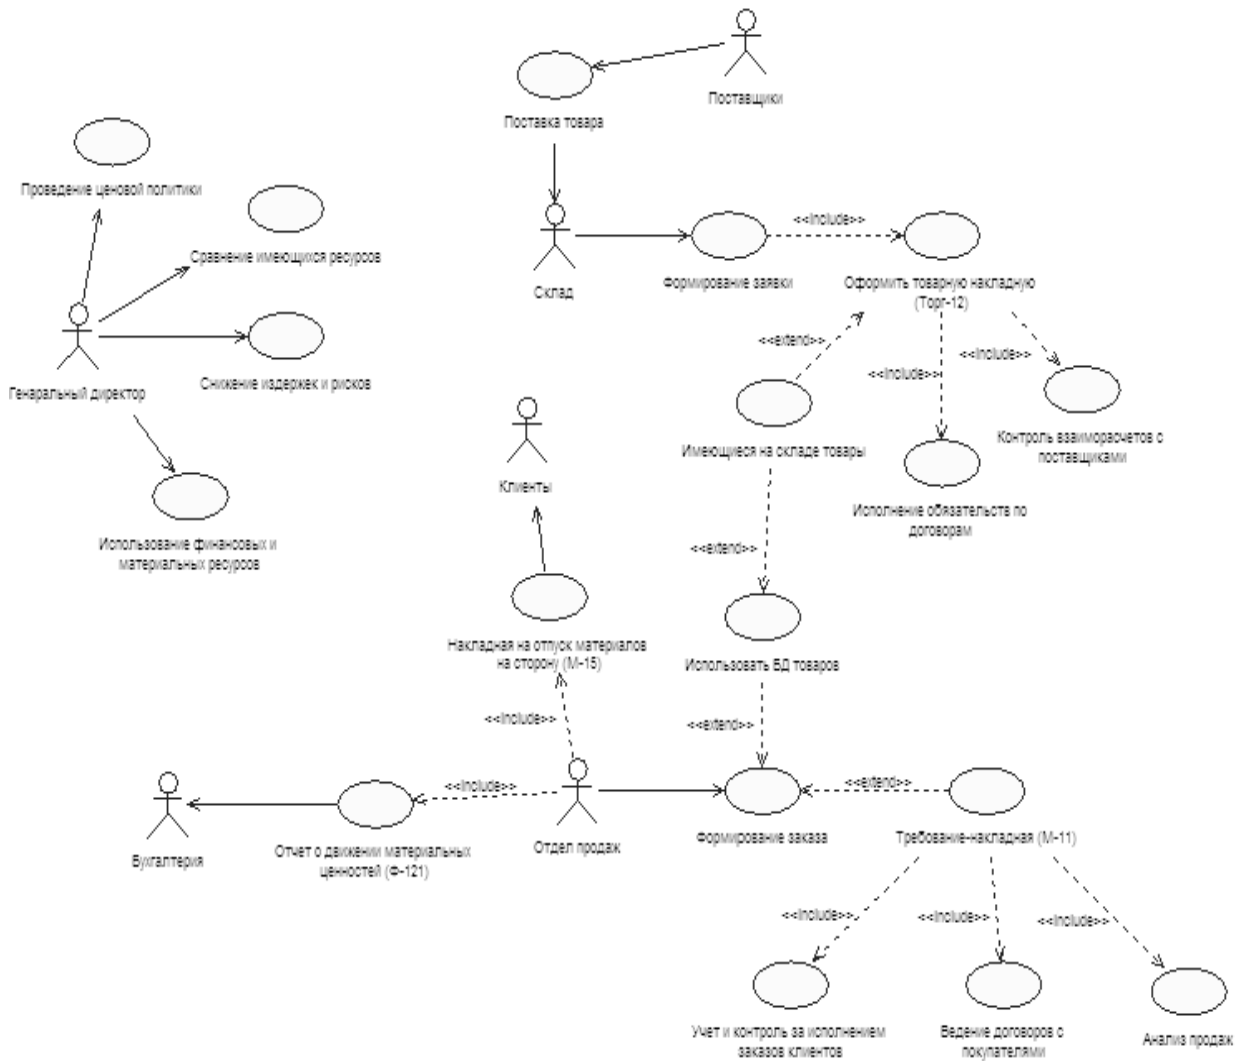 Поставщики
Поставка товара
Проведение ценовой политики
Сравнение имеющихся ресурсов
<<include>>
Склад
Формирование заявки
Оформить товарную накладную
(Торг-12)
<<extend>>
<<include>>
<<include>>
Генаральный директор
Снижение издержек и рисков
Имеющиеся на складе товары
Контроль взаиморасчетов с
поставщиками
Клиенты
Исполнение обязательств по
договорам
Использование финансовых и
материальных ресурсов
<<extend>>
Накладная на отпуск материалов
на сторону (М-15)
Использовать БД товаров
<<include>>
<<extend>>
<<include>>
<<extend>>
Бухгалтерия
Отчет о движении материальных
ценностей (Ф-121)
Отдел продаж
Формирование заказа
Требование-накладная (М-11)
<<include>>
<<include>>
<<include>>
Учет и контроль за исполнением
заказов клиентов
Ведение договоров с
покупателями
Анализ продаж